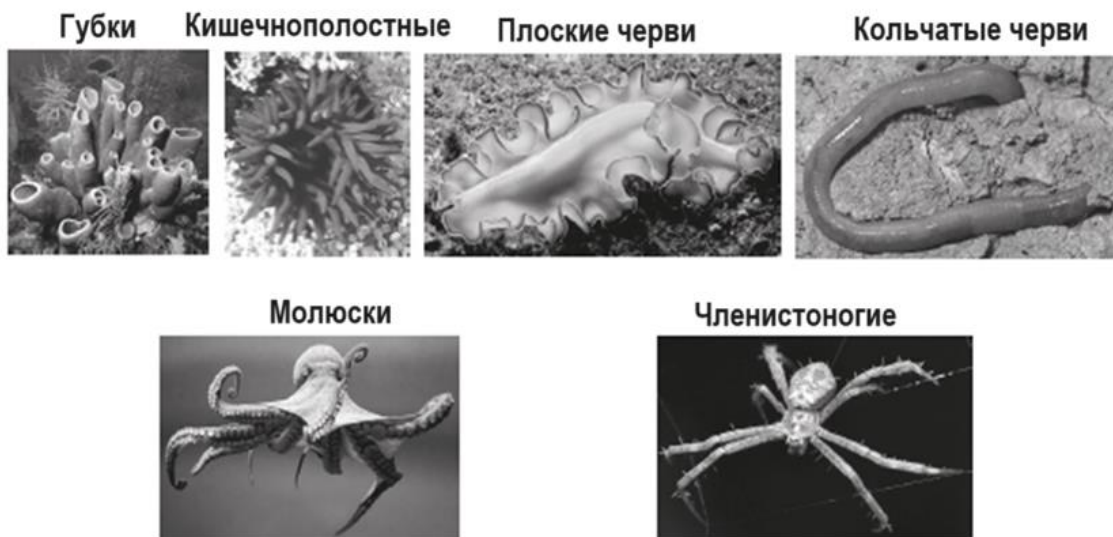 Губки
Кишечнополостные
Плоские черви
Кольчатые черви
Молюски
Членистоногие